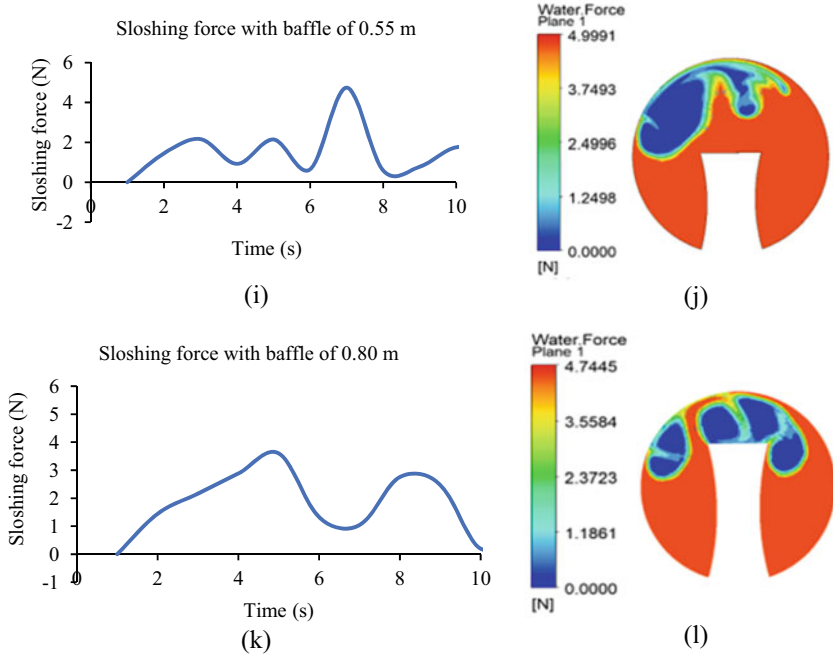 Sloshing force with baffle of 0.55 m
Sloshing force (N)
6
4
2
0
-2
0 2 4 6 8 10
Time (s)
(i)
Water.Force
Plane 1
4.9991
3.7493
2.4996
1.2498
0.0000
[N]
(j)
Sloshing force with baffle of 0.80 m
Sloshing force (N)
6
5
4
3
2
1
0
-1
0 2 4 6 8 10
Time (s)
(k)
Water.Force
Plane 1
4.7445
3.5584
2.3723
1.1861
0.0000
[N]
(l)